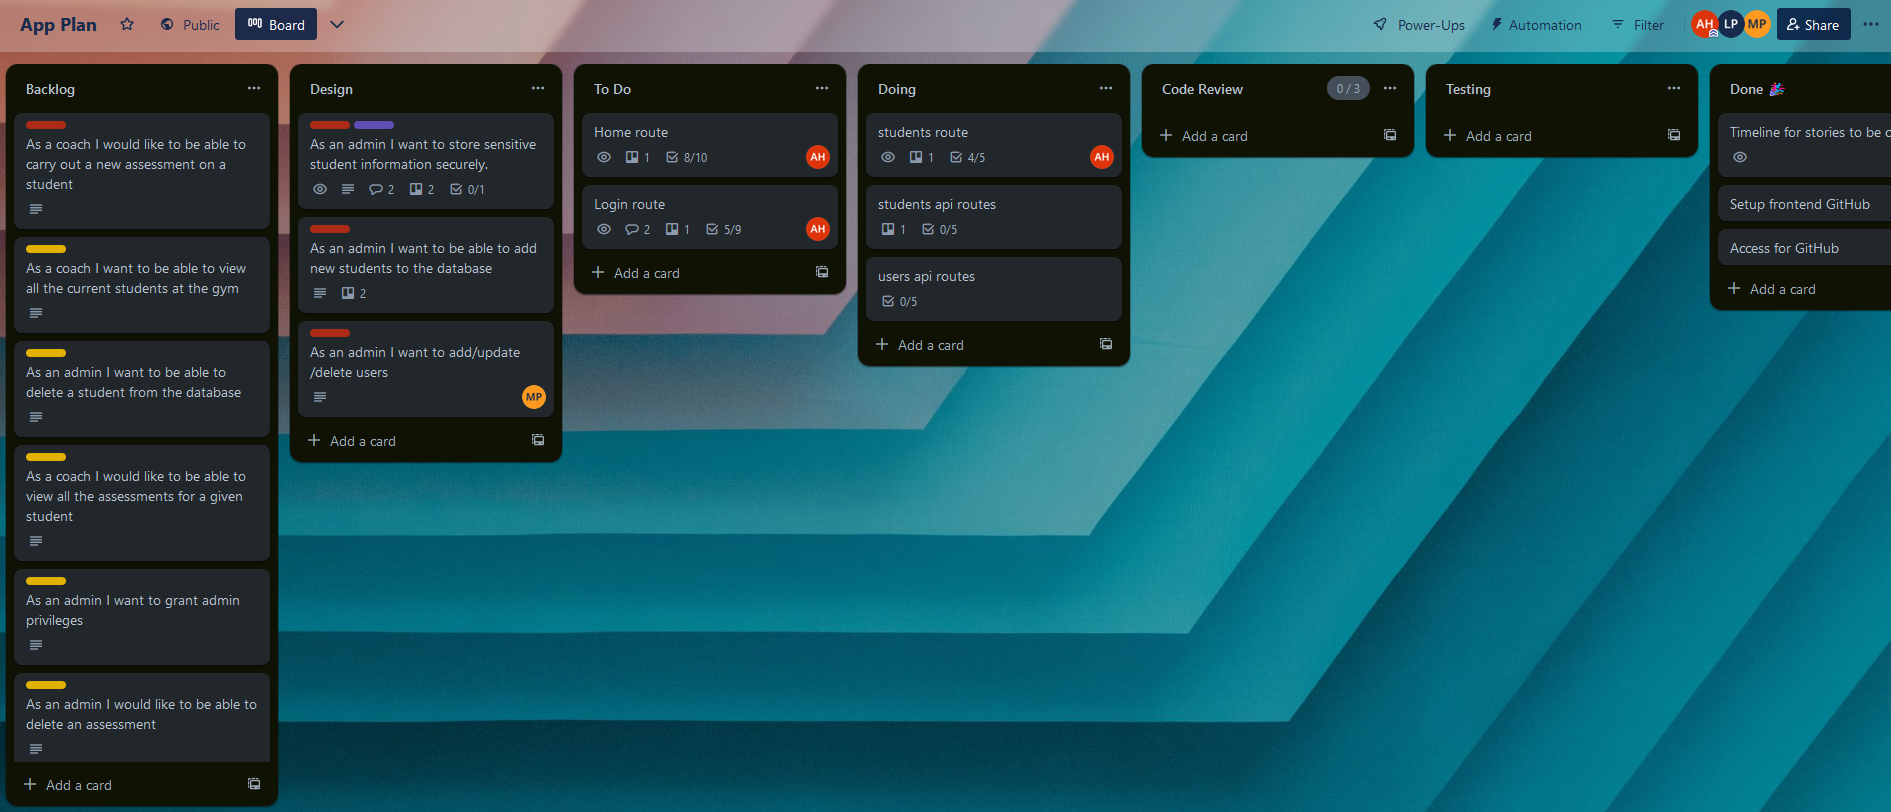 App Plan
Public
Board
Power-Ups
Automation
Filter
AH
LP
MP
Share
Backlog
As a coach I would like to be able to
carry out a new assessment on a
student
As a coach I want to be able to view
all the current students at the gym
As an admin I want to be able to
delete a student from the database
As a coach I would like to be able to
view all the assessments for a given
student
As an admin I want to grant admin
privileges
As an admin I would like to be able to
delete an assessment
Add a card
Design
As an admin I want to store sensitive
student information securely.
2
2
0/1
As an admin I want to be able to add
new students to the database
2
As an admin I want to add/update
/delete users
MP
Add a card
To Do
Home route
1
8/10
AH
Login route
2
1
5/9
AH
Add a card
Doing
students route
1
4/5
AH
students api routes
1
0/5
users api routes
0/5
Add a card
Code Review
0 / 3
Add a card
Testing
Add a card
Done 🎉
Timeline for stories to be
Setup frontend GitHub
Access for GitHub
Add a card